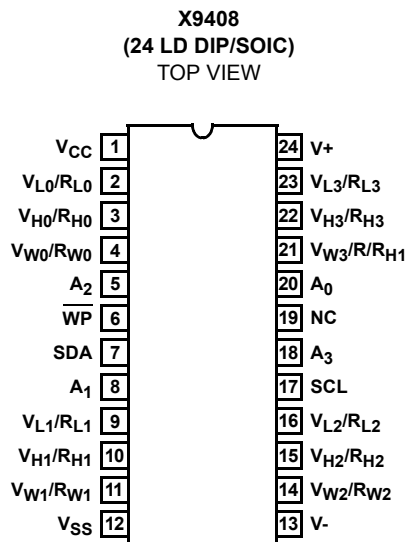 X9408
(24 LD DIP/SOIC)
TOP VIEW
VCC 1 24 V+
VL0/RL0 2 23 VL3/RL3
VH0/RH0 3 22 VH3/RH3
VW0/RW0 4 21 VW3/R/RH1
A2 5 20 A0
WP 6 19 NC
SDA 7 18 A3
A1 8 17 SCL
VL1/RL1 9 16 VL2/RL2
VH1/RH1 10 15 VH2/RH2
VW1/RW1 11 14 VW2/RW2
VSS 12 13 V-